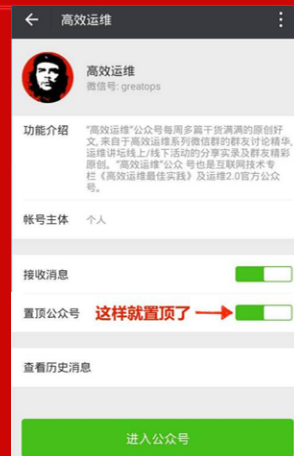 高效运维
高效运维
微信号: greatops
功能介绍
“高效运维”公众号每周多篇干货满满的原创好
文,来自于高效运维系列微信群的群友讨论精华,
运维讲坛线上/线下活动的分享实录及群友精彩
原创。“高效运维”公众 号也是互联网技术专
栏《高效运维最佳实践》及运维2.0官方公众
号。
帐号主体 个人
接收消息
置顶公众号 这样就置顶了
查看历史消息
进入公众号